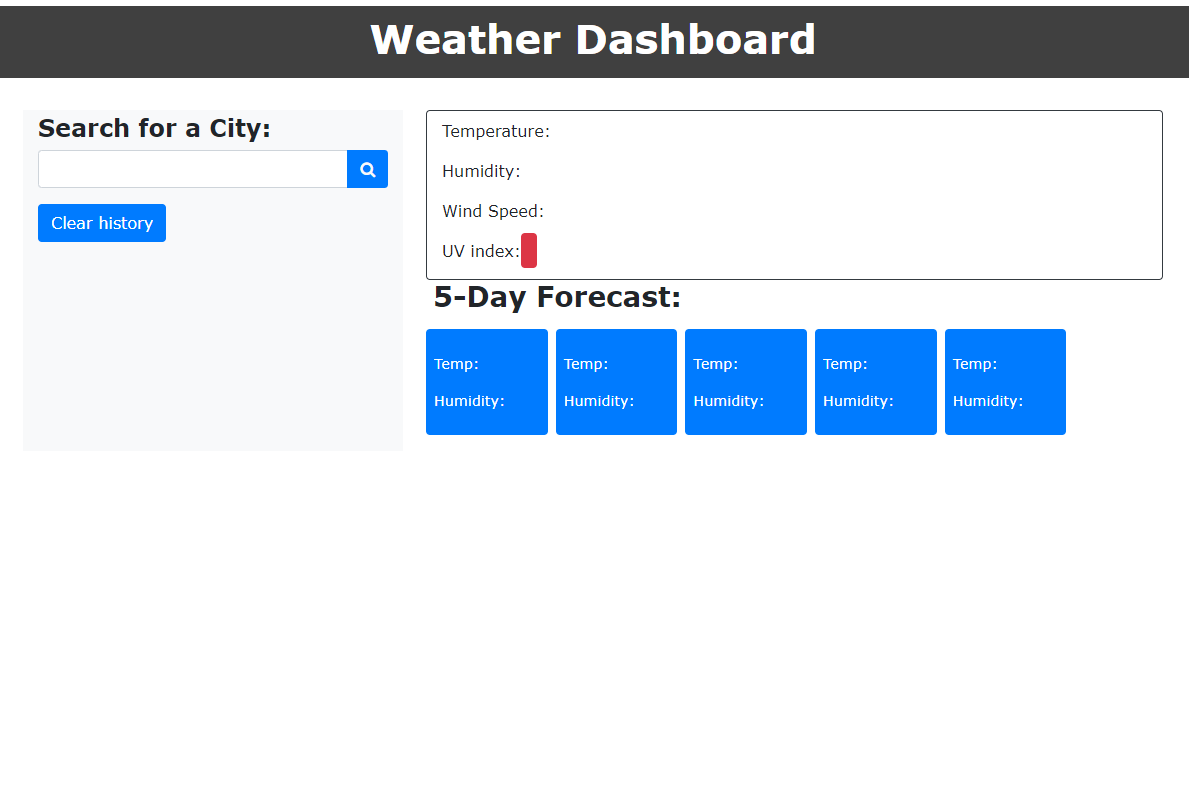 Weather Dashboard
Search for a City:
Clear history
Temperature:
Humidity:
Wind Speed:
UV index:
5-Day Forecast:
Temp:
Humidity:
Temp:
Humidity:
Temp:
Humidity:
Temp:
Humidity:
Temp:
Humidity: